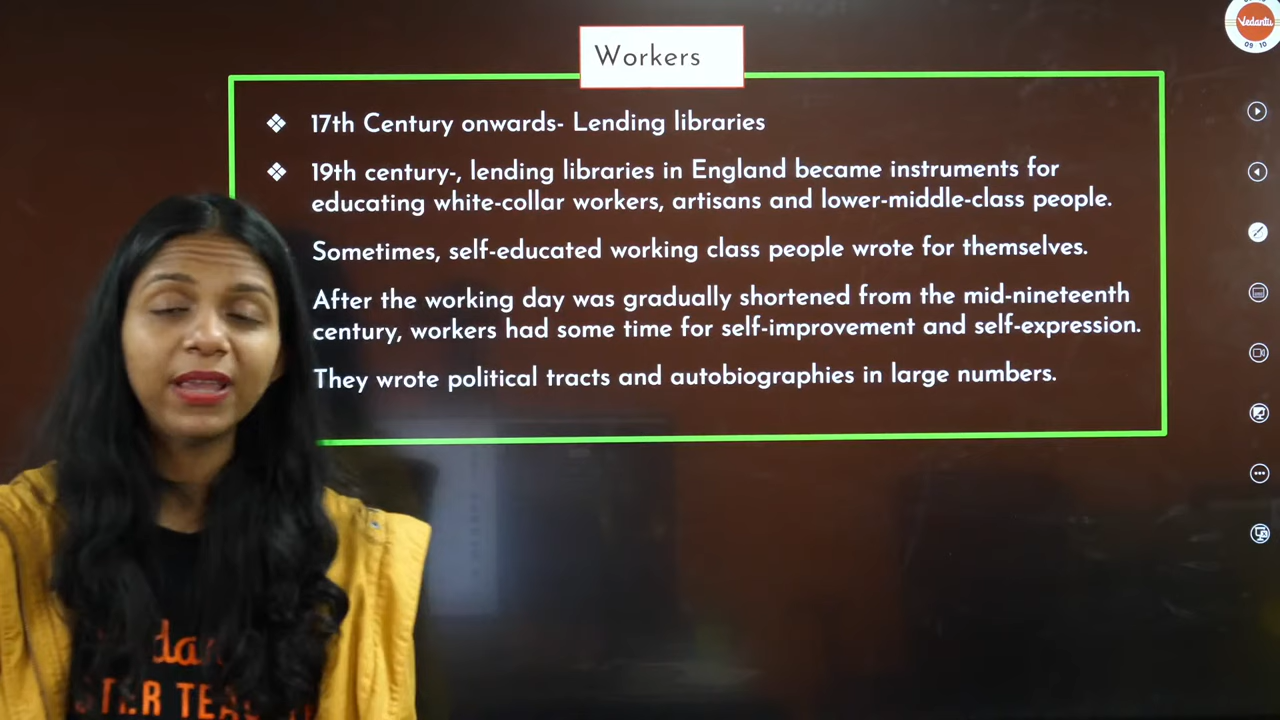 Workers
Vedantu
09 10
❖ 17th Century onwards- Lending libraries
❖ 19th century-, lending libraries in England became instruments for
educating white-collar workers, artisans and lower-middle-class people.
Sometimes, self-educated working class people wrote for themselves.
After the working day was gradually shortened from the mid-nineteenth
century, workers had some time for self-improvement and self-expression.
They wrote political tracts and autobiographies in large numbers.